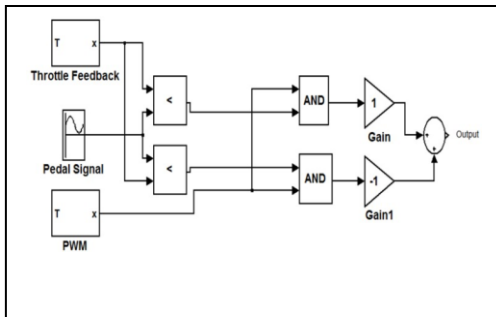 T x
Throttle Feedback
<
AND
1
Gain
Output
Pedal Signal
<
AND
-1
Gain1
T x
PWM
+
+